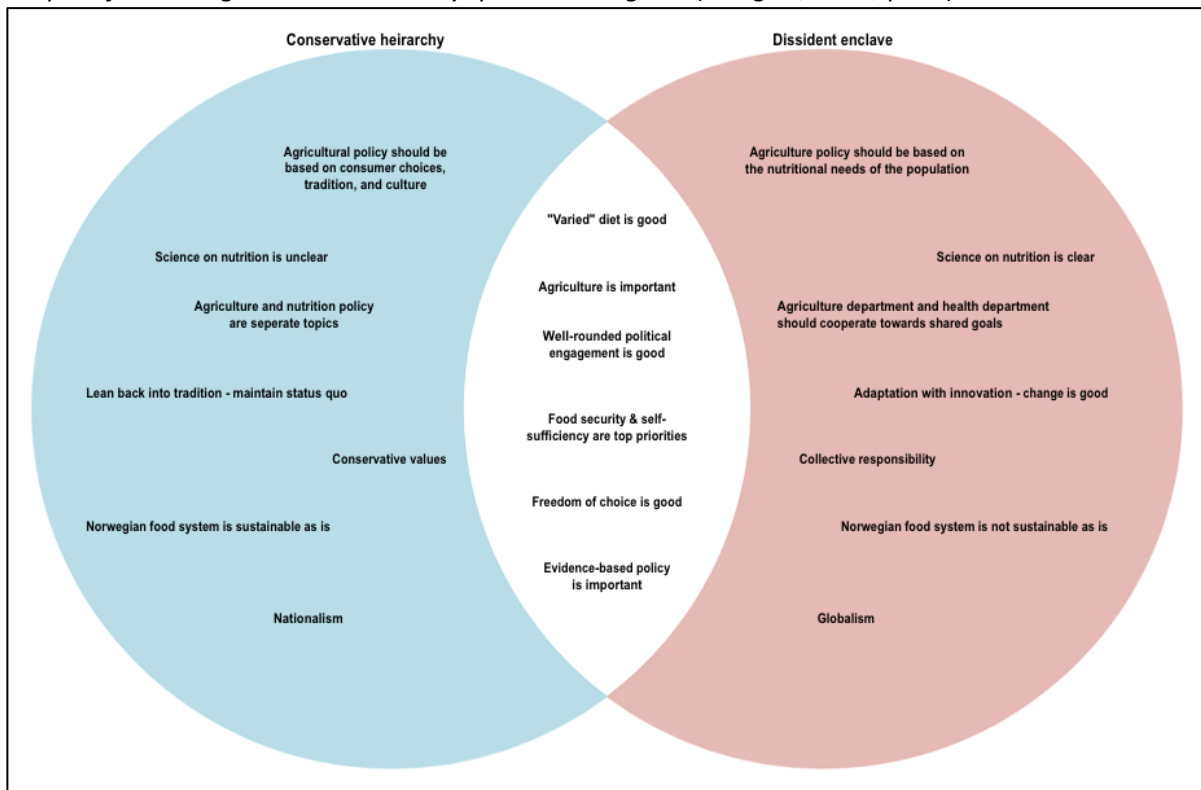 Conservative heirarchy
Dissident enclave
Agricultural policy should be
based on consumer choices,
tradition, and culture
Agriculture policy should be based on
the nutritional needs of the population
"Varied" diet is good
Science on nutrition is unclear
Science on nutrition is clear
Agriculture is important
Agriculture and nutrition policy
are seperate topics
Agriculture department and health department
should cooperate towards shared goals
Well-rounded political
engagement is good
Lean back into tradition - maintain status quo
Adaptation with innovation - change is good
Food security & self-
sufficiency are top priorities
Conservative values
Collective responsibility
Freedom of choice is good
Norwegian food system is sustainable as is
Norwegian food system is not sustainable as is
Evidence-based policy
is important
Nationalism
Globalism